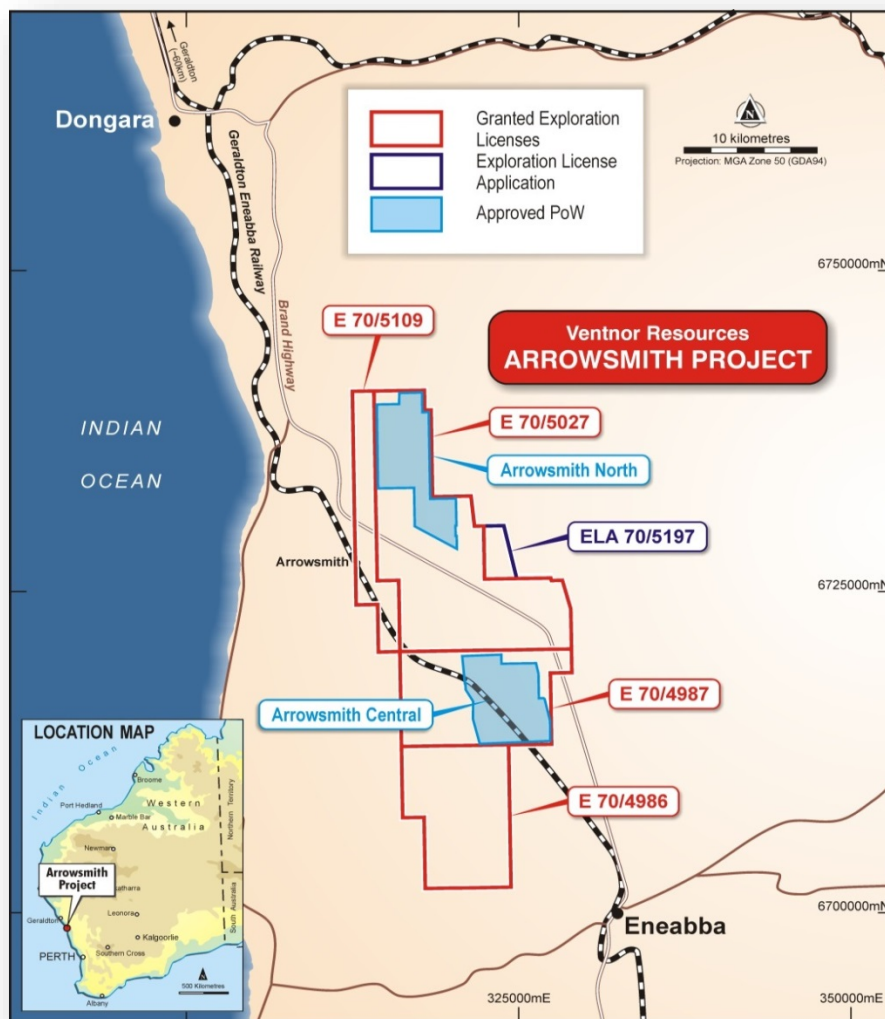 Geraldton
(~60km)
Dongara
Geraldton Eneabba Railway
Brand Highway
Granted Exploration
Licenses
Exploration License
Application
Approved PoW
N
10 kilometres
Projection: MGA Zone 50 (GDA94)
6750000mN
E 70/5109
Ventnor Resources
ARROWSMITH PROJECT
INDIAN
OCEAN
E 70/5027
Arrowsmith North
ELA 70/5197
Arrowsmith
6725000mN
Arrowsmith Central
E 70/4987
E 70/4986
6700000mN
Eneabba
325000mE
350000mE
LOCATION MAP
Indian Ocean
Broome
Port Hedland
Marble Bar
Western
Australia
Northern Territory
Newman
Arrowsmith
Project
atharra
Geraldton
Leonora
Kalgoorlie
South Australia
PERTH
Southern Cross
Albany
N
500 Kilometres